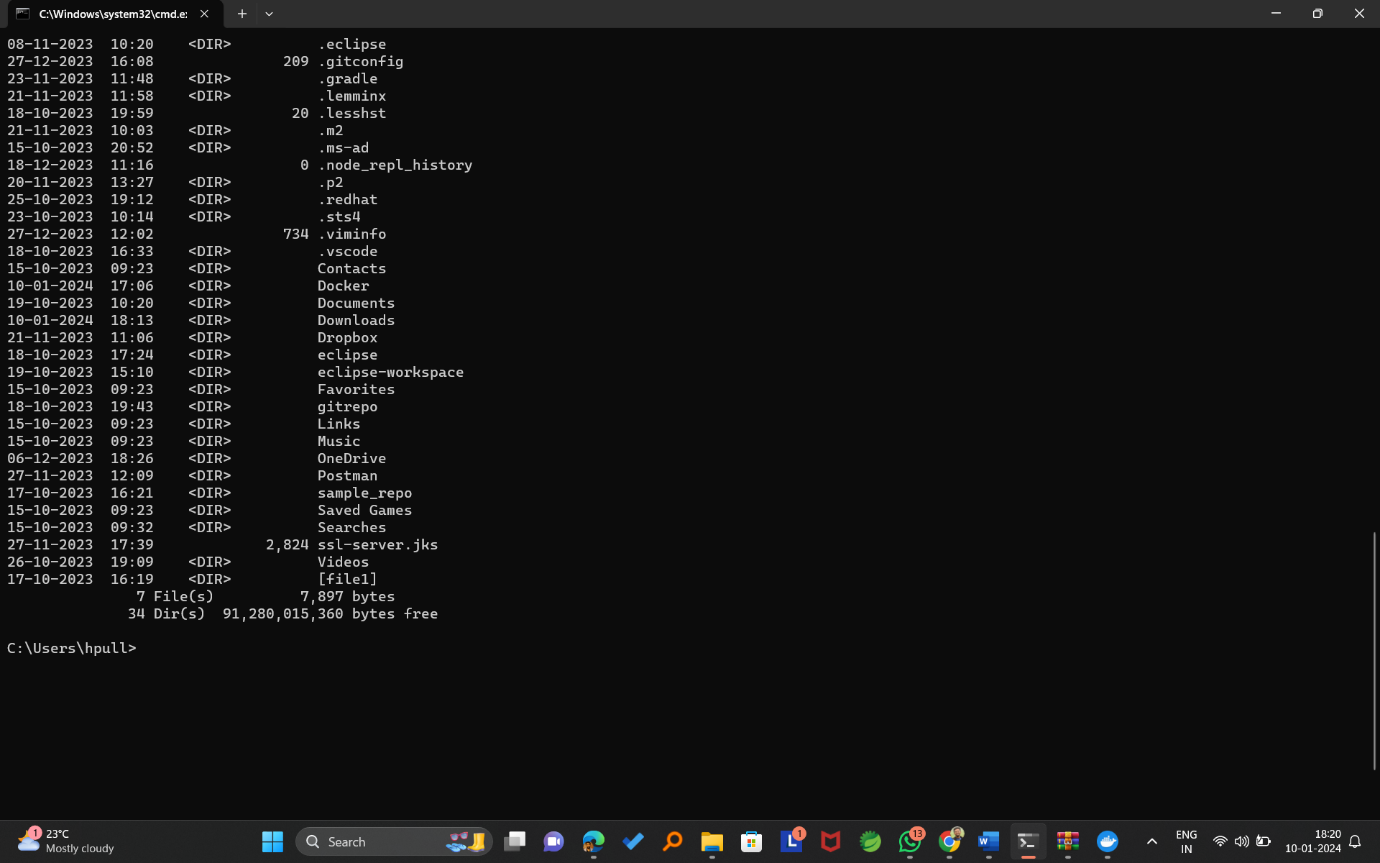 C:\Windows\system32\cmd.e:
08-11-2023  10:20    <DIR>          .eclipse
27-12-2023  16:08               209 .gitconfig
23-11-2023  11:48    <DIR>          .gradle
21-11-2023  11:58    <DIR>          .lemminx
18-10-2023  19:59                20 .lesshst
21-11-2023  10:03    <DIR>          .m2
15-10-2023  20:52    <DIR>          .ms-ad
18-12-2023  11:16                 0 .node_repl_history
20-11-2023  13:27    <DIR>          .p2
25-10-2023  19:12    <DIR>          .redhat
23-10-2023  10:14    <DIR>          .sts4
27-12-2023  12:02               734 .viminfo
18-10-2023  16:33    <DIR>          .vscode
15-10-2023  09:23    <DIR>          Contacts
10-01-2024  17:06    <DIR>          Docker
19-10-2023  10:20    <DIR>          Documents
10-01-2024  18:13    <DIR>          Downloads
21-11-2023  11:06    <DIR>          Dropbox
18-10-2023  17:24    <DIR>          eclipse
19-10-2023  15:10    <DIR>          eclipse-workspace
15-10-2023  09:23    <DIR>          Favorites
18-10-2023  19:43    <DIR>          gitrepo
15-10-2023  09:23    <DIR>          Links
15-10-2023  09:23    <DIR>          Music
06-12-2023  18:26    <DIR>          OneDrive
27-11-2023  12:09    <DIR>          Postman
17-10-2023  16:21    <DIR>          sample_repo
15-10-2023  09:23    <DIR>          Saved Games
15-10-2023  09:32    <DIR>          Searches
27-11-2023  17:39             2,824 ssl-server.jks
26-10-2023  19:09    <DIR>          Videos
17-10-2023  16:19    <DIR>          [file1]
               7 File(s)          7,897 bytes
              34 Dir(s)  91,280,015,360 bytes free
C:\Users\hpull>
1
23°C
Mostly cloudy
Search
L
1
13
W
ENG
IN
18:20
10-01-2024